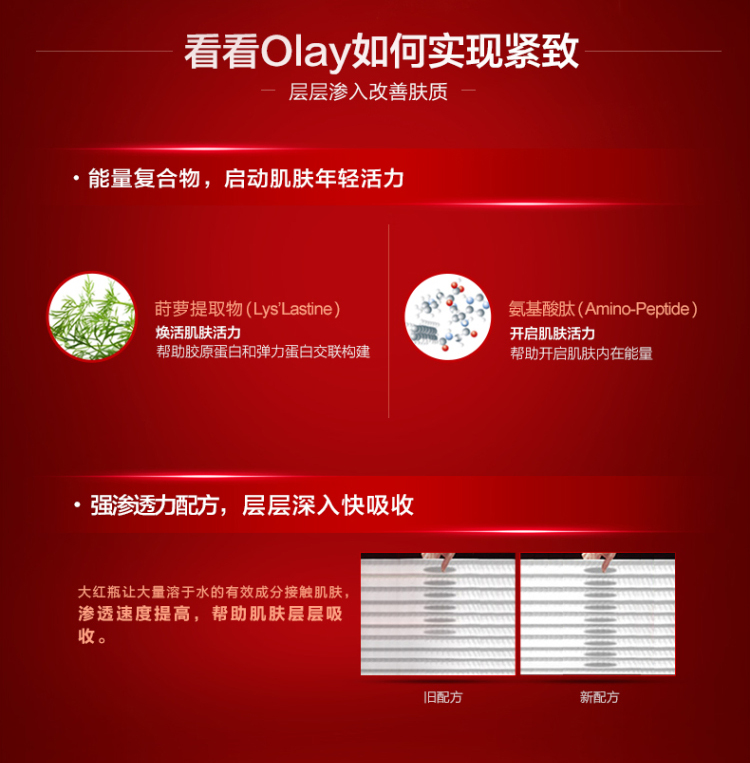 看看Olay如何实现紧致
层层渗入改善肤质
·能量复合物，启动肌肤年轻活力
莳萝提取物(Lys'Lastine)
焕活肌肤活力
帮助胶原蛋白和弹力蛋白交联构建
氨基酸肽(Amino-Peptide)
开启肌肤活力
帮助开启肌肤内在能量
·强渗透力配方，层层深入快吸收
大红瓶让大量溶于水的有效成分接触肌肤，
渗透速度提高，帮助肌肤层层吸
收。
旧配方
新配方